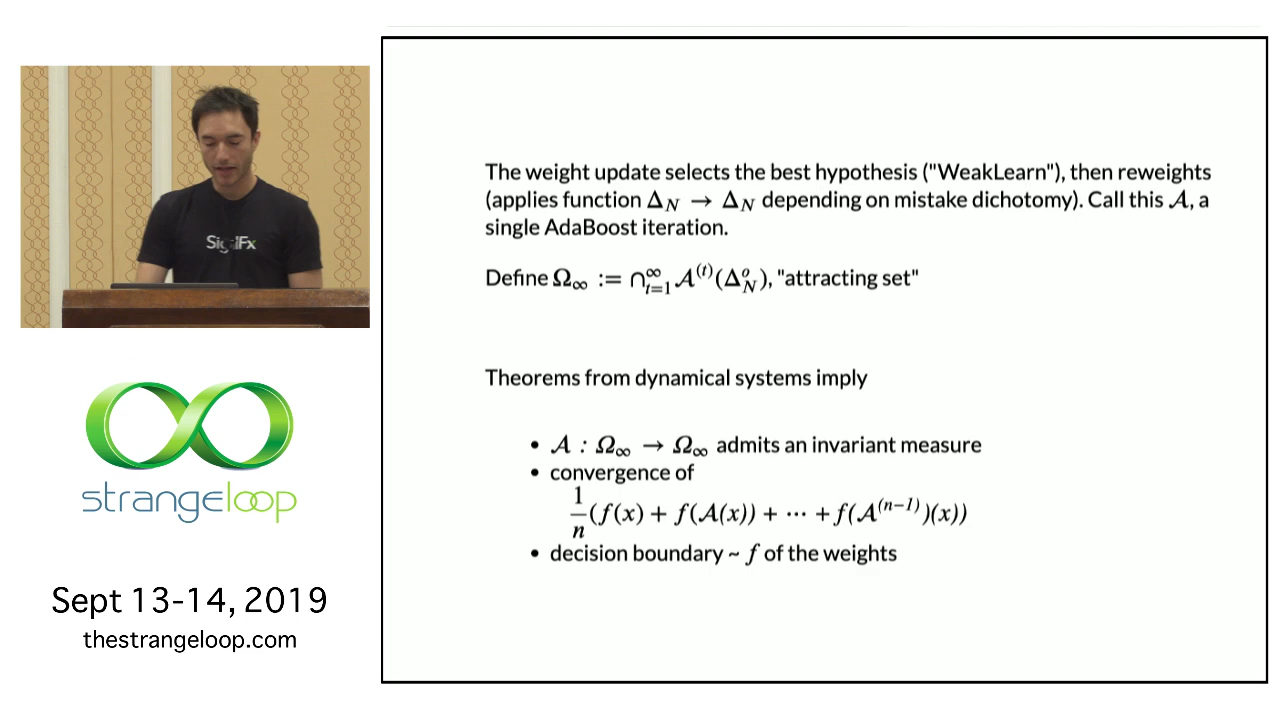 The weight update selects the best hypothesis ("WeakLearn"), then reweights
(applies function Δ_N → Δ_N depending on mistake dichotomy). Call this 𝒜, a
single AdaBoost iteration.
Define Ω_∞ := ∩_{t=1}^∞ 𝒜^{(t)}(Δ_N^o), "attracting set"
Theorems from dynamical systems imply
• 𝒜 : Ω_∞ → Ω_∞ admits an invariant measure
• convergence of
1/n (f(x) + f(𝒜(x)) + ⋯ + f(𝒜^{(n−1)})(x))
• decision boundary ~ f of the weights
strangeloop
Sept 13-14, 2019
thestrangeloop.com